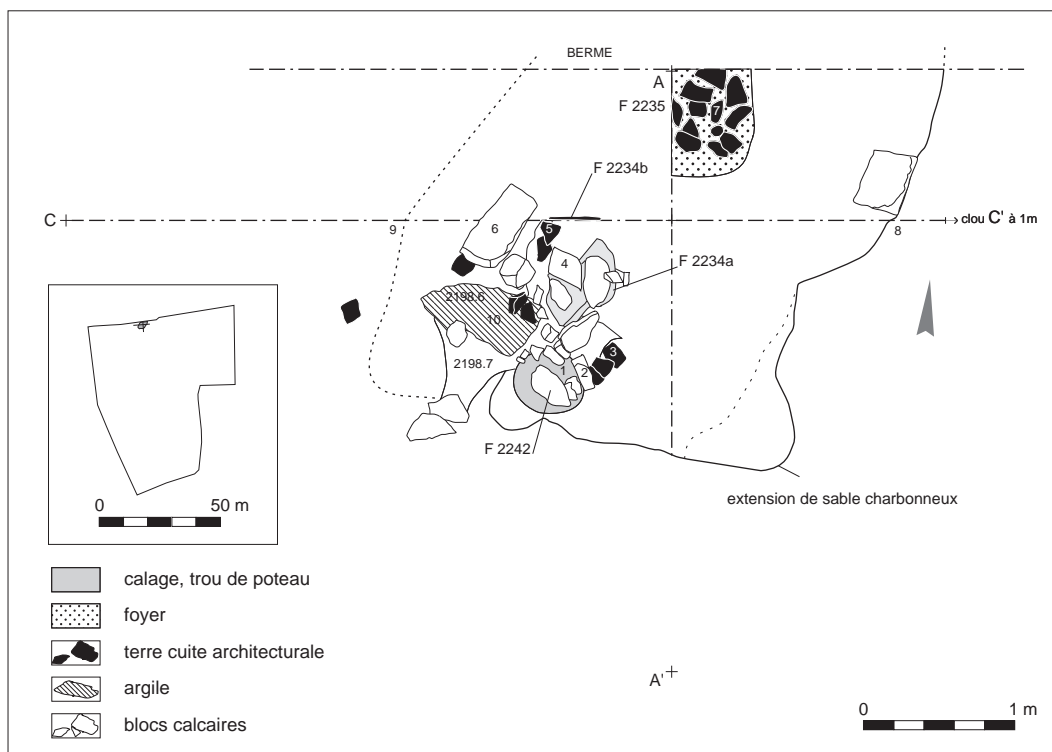 BERME
A
F 2235
7
F 2234b
C
clou C' à 1m
9
8
6
5
4
F 2234a
2198.6
10
3
2198.7
1
2
F 2242
extension de sable charbonneux
0
50 m
calage, trou de poteau
foyer
terre cuite architecturale
argile
blocs calcaires
A'
0
1 m